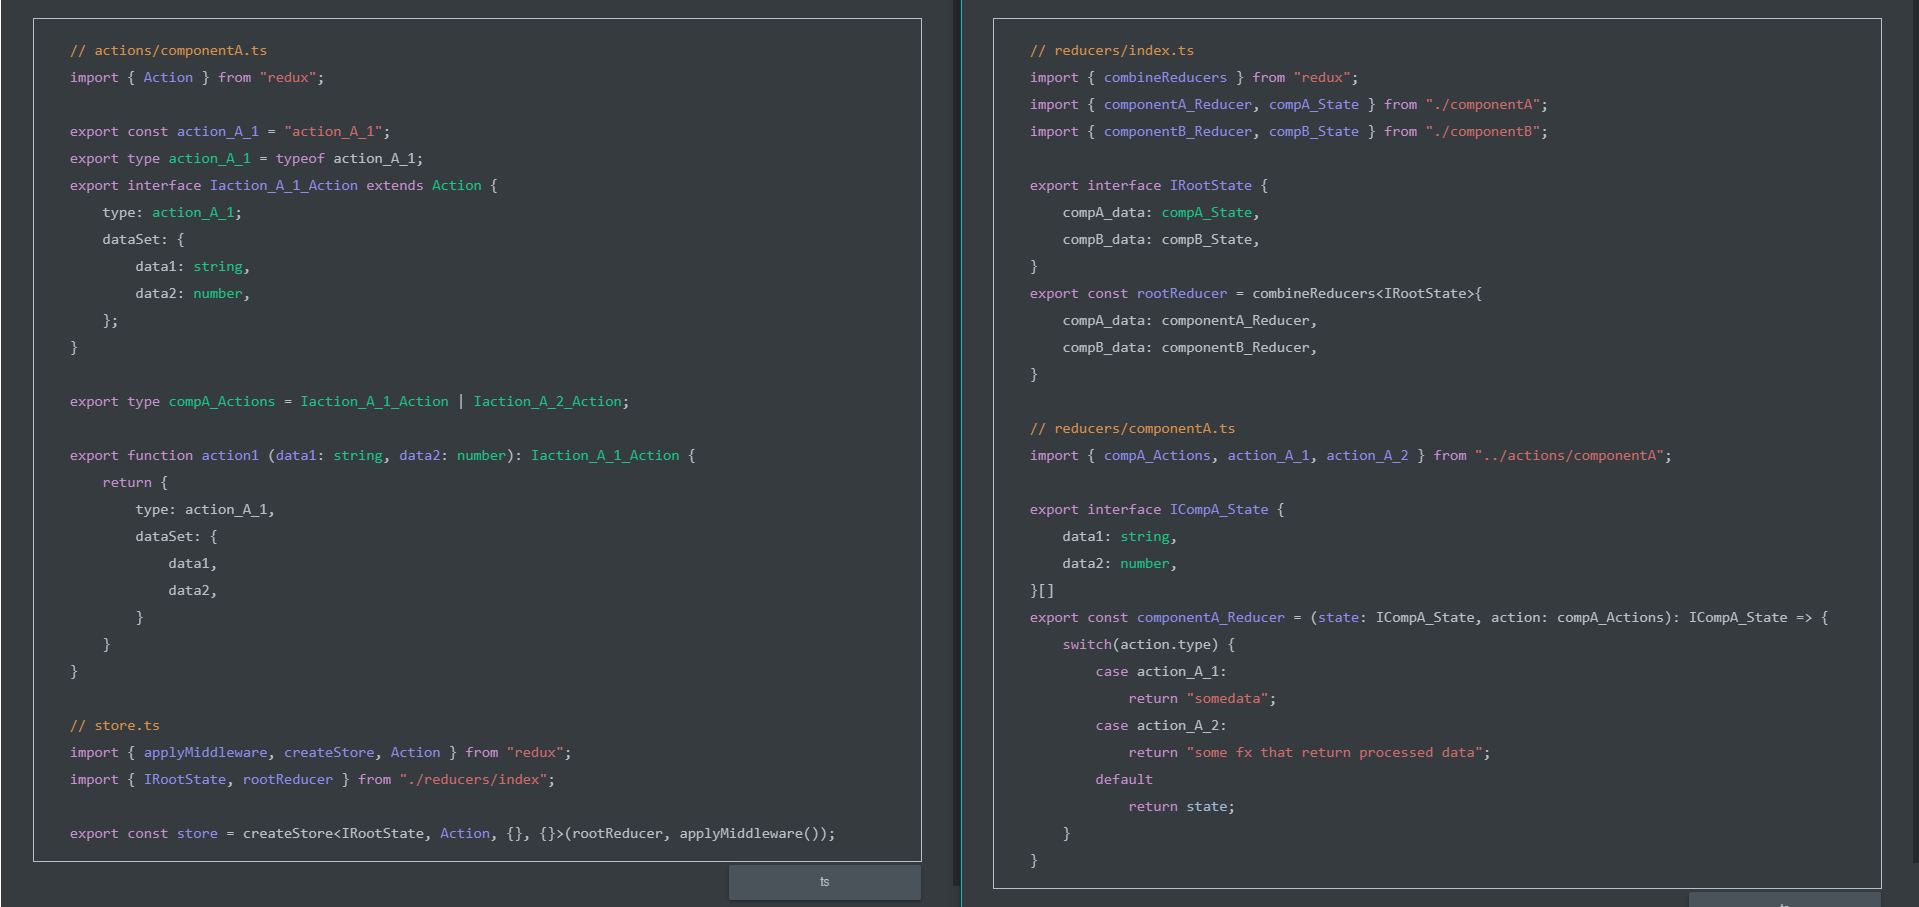 // actions/componentA.ts
import { Action } from "redux";

export const action_A_1 = "action_A_1";
export type action_A_1 = typeof action_A_1;
export interface Iaction_A_1_Action extends Action {
    type: action_A_1;
    dataSet: {
        data1: string,
        data2: number,
    };
}

export type compA_Actions = Iaction_A_1_Action | Iaction_A_2_Action;

export function action1 (data1: string, data2: number): Iaction_A_1_Action {
    return {
        type: action_A_1,
        dataSet: {
            data1,
            data2,
        }
    }
}

// store.ts
import { applyMiddleware, createStore, Action } from "redux";
import { IRootState, rootReducer } from "./reducers/index";

export const store = createStore<IRootState, Action, {}, {}>(rootReducer, applyMiddleware());
ts
// reducers/index.ts
import { combineReducers } from "redux";
import { componentA_Reducer, compA_State } from "./componentA";
import { componentB_Reducer, compB_State } from "./componentB";

export interface IRootState {
    compA_data: compA_State,
    compB_data: compB_State,
}
export const rootReducer = combineReducers<IRootState>{
    compA_data: componentA_Reducer,
    compB_data: componentB_Reducer,
}

// reducers/componentA.ts
import { compA_Actions, action_A_1, action_A_2 } from "../actions/componentA";

export interface ICompA_State {
    data1: string,
    data2: number,
}[]
export const componentA_Reducer = (state: ICompA_State, action: compA_Actions): ICompA_State => {
    switch(action.type) {
        case action_A_1:
            return "somedata";
        case action_A_2:
            return "some fx that return processed data";
        default
            return state;
    }
}